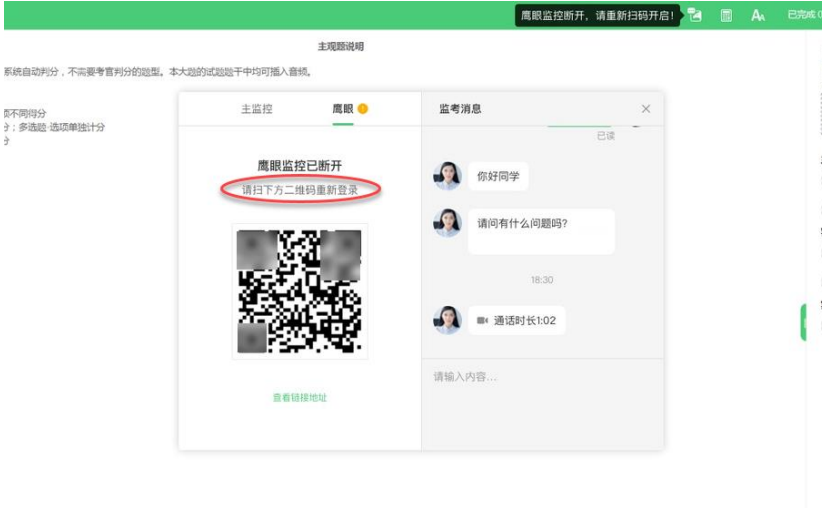 鹰眼监控断开，请重新扫码开启！
已完成
主观题说明
系统自动判分，不需要考官判分的题型。本大题的试题题干中均可插入音频。
项不同得分
分；多选题-选项单独计分
分
主监控
鹰眼
鹰眼监控已断开
请扫下方二维码重新登录
查看链接地址
监考消息
已读
你好同学
请问有什么问题吗?
18:30
通话时长1:02
请输入内容...